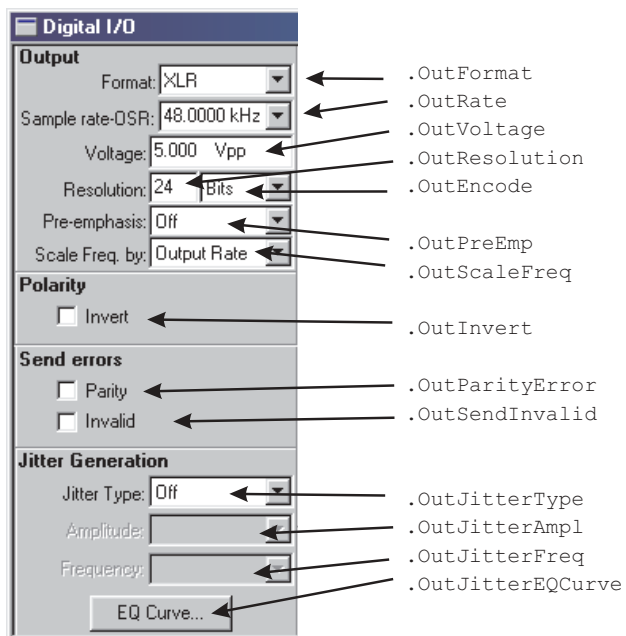 Digital I/O
Output
Format: XLR
.OutFormat
Sample rate-OSR: 48.0000 kHz
.OutRate
Voltage: 5.000 Vpp
.OutVoltage
.OutResolution
Resolution: 24 Bits
.OutEncode
Pre-emphasis: Off
.OutPreEmp
Scale Freq. by: Output Rate
.OutScaleFreq
Polarity
Invert
.OutInvert
Send errors
Parity
.OutParityError
Invalid
.OutSendInvalid
Jitter Generation
Jitter Type: Off
.OutJitterType
Amplitude:
.OutJitterAmpl
Frequency:
.OutJitterFreq
EQ Curve...
.OutJitterEQCurve